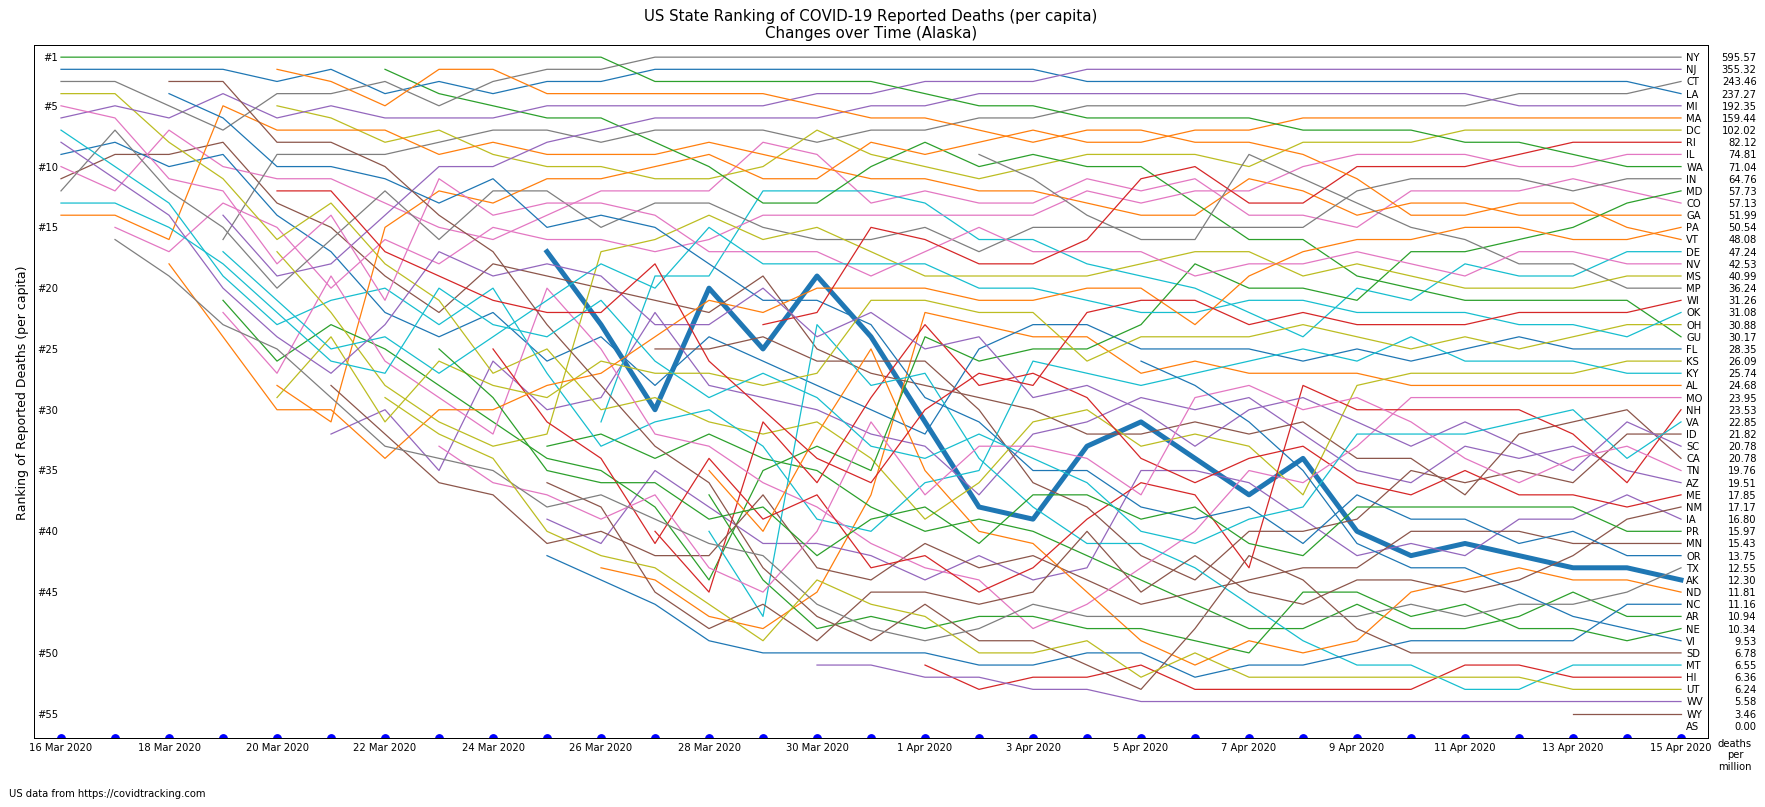 US State Ranking of COVID-19 Reported Deaths (per capita)
Changes over Time (Alaska)
Ranking of Reported Deaths (per capita)
#1
#5
#10
#15
#20
#25
#30
#35
#40
#45
#50
#55
NY 595.57
NJ 355.32
CT 243.46
LA 237.27
MI 192.35
MA 159.44
DC 102.02
RI 82.12
IL 74.81
WA 71.04
IN 64.76
MD 57.73
CO 57.13
GA 51.99
PA 50.54
VT 48.08
DE 47.24
NV 42.53
MS 40.99
MP 36.24
WI 31.26
OK 31.08
OH 30.88
GU 30.17
FL 28.35
KS 26.09
KY 25.74
AL 24.68
MO 23.95
NH 23.53
VA 22.85
ID 21.82
SC 20.78
CA 20.78
TN 19.76
AZ 19.51
ME 17.85
NM 17.17
IA 16.80
PR 15.97
MN 15.43
OR 13.75
TX 12.55
AK 12.30
ND 11.81
NC 11.16
AR 10.94
NE 10.34
VI 9.53
SD 6.78
MT 6.55
HI 6.36
UT 6.24
WV 5.58
WY 3.46
AS 0.00
16 Mar 2020 18 Mar 2020 20 Mar 2020 22 Mar 2020 24 Mar 2020 26 Mar 2020 28 Mar 2020 30 Mar 2020 1 Apr 2020 3 Apr 2020 5 Apr 2020 7 Apr 2020 9 Apr 2020 11 Apr 2020 13 Apr 2020 15 Apr 2020
deaths
per
million
US data from https://covidtracking.com